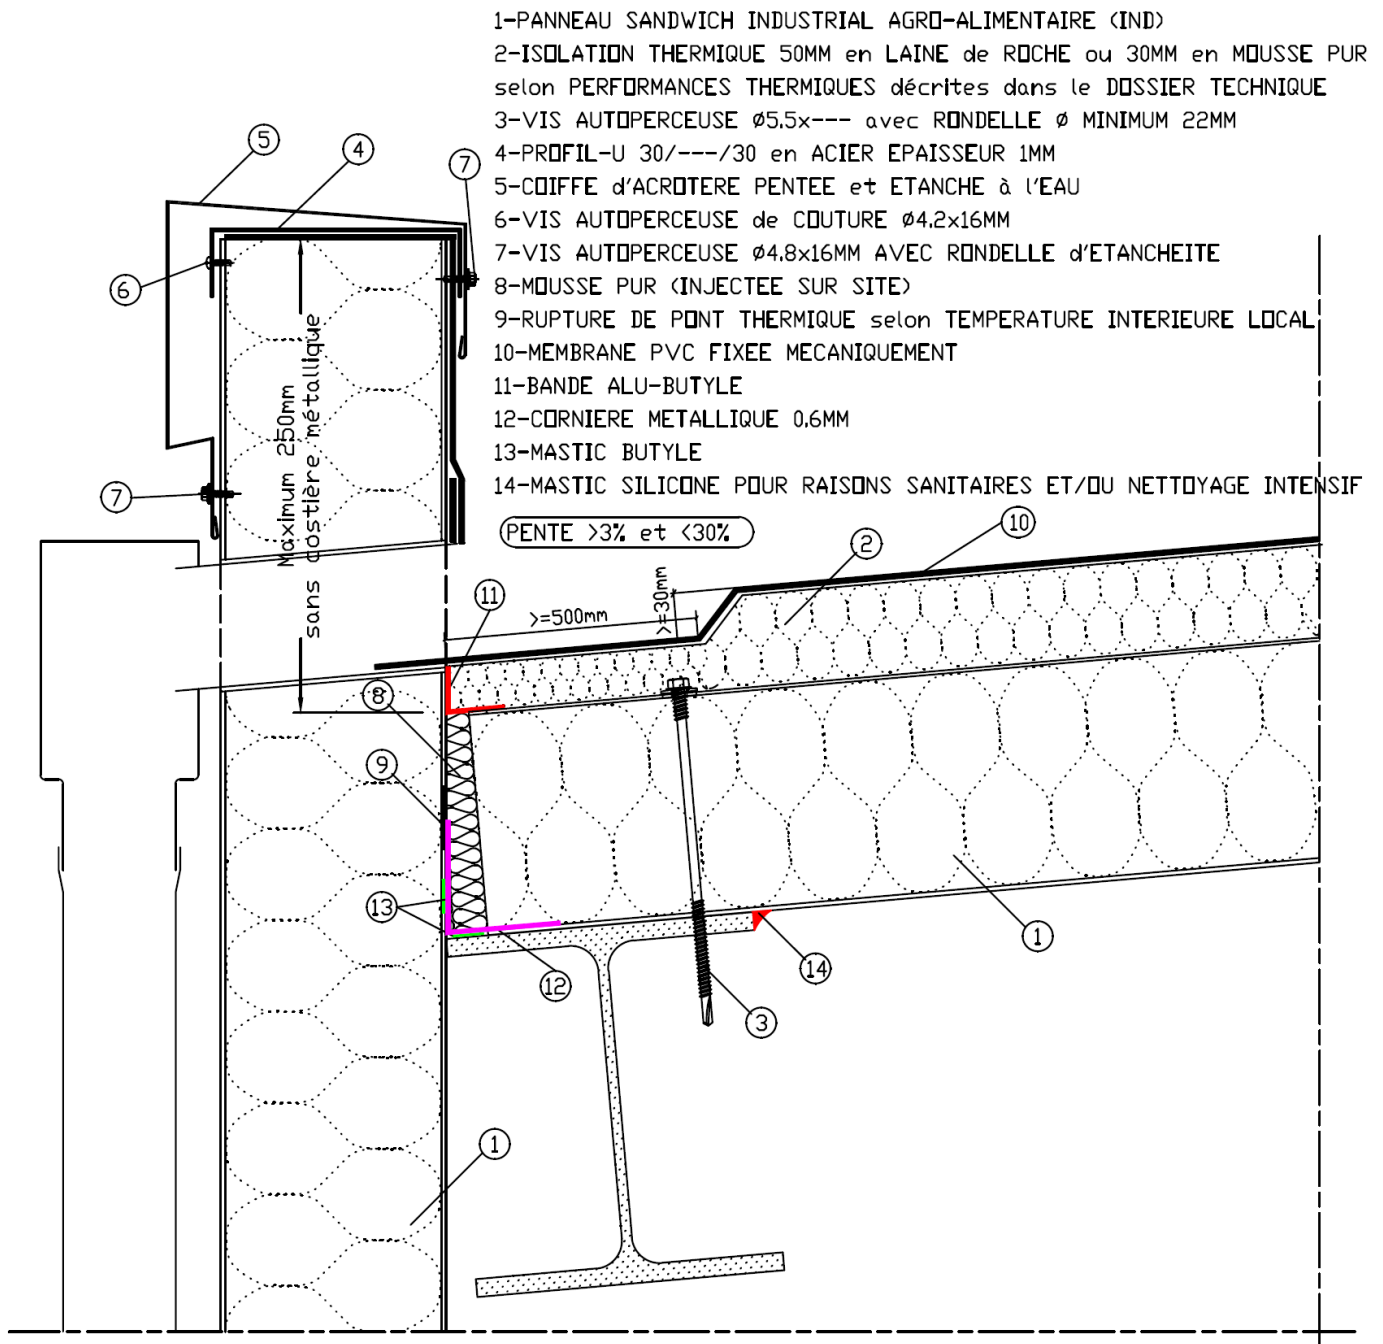 1-PANNEAU SANDWICH INDUSTRIAL AGRO-ALIMENTAIRE (IND)
2-ISOLATION THERMIQUE 50MM en LAINE de ROCHE ou 30MM en MOUSSE PUR
selon PERFORMANCES THERMIQUES décrites dans le DOSSIER TECHNIQUE
3-VIS AUTOPERCEUSE Ø5.5x--- avec RONDELLE Ø MINIMUM 22MM
4-PROFIL-U 30/---/30 en ACIER EPAISSEUR 1MM
5-COIFFE d'ACROTERE PENTEE et ETANCHE à l'EAU
6-VIS AUTOPERCEUSE de COUTURE Ø4.2x16MM
7-VIS AUTOPERCEUSE Ø4.8x16MM AVEC RONDELLE d'ETANCHEITE
8-MOUSSE PUR (INJECTEE SUR SITE)
9-RUPTURE DE PONT THERMIQUE selon TEMPERATURE INTERIEURE LOCAL
10-MEMBRANE PVC FIXEE MECANIQUEMENT
11-BANDE ALU-BUTYLE
12-CORNIERE METALLIQUE 0.6MM
13-MASTIC BUTYLE
14-MASTIC SILICONE POUR RAISONS SANITAIRES ET/OU NETTOYAGE INTENSIF
PENTE >3% et <30%
5
4
7
6
7
Maximum 250mm
sans costière métallique
10
2
>=30mm
>=500mm
11
8
9
13
12
14
3
1
1